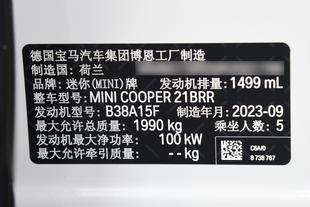 德国宝马汽车集团博恩工厂制造
制造国：荷兰
品牌：迷你(MINI)牌 发动机排量：1499 mL
整车型号：MINI COOPER 21BRR
发动机型号：B38A15F 制造年月：2023-09
最大允许总质量：1990 kg 乘坐人数：5
发动机最大净功率：100 kW
最大允许牵引质量：-- kg
C6A/0
8 738 767